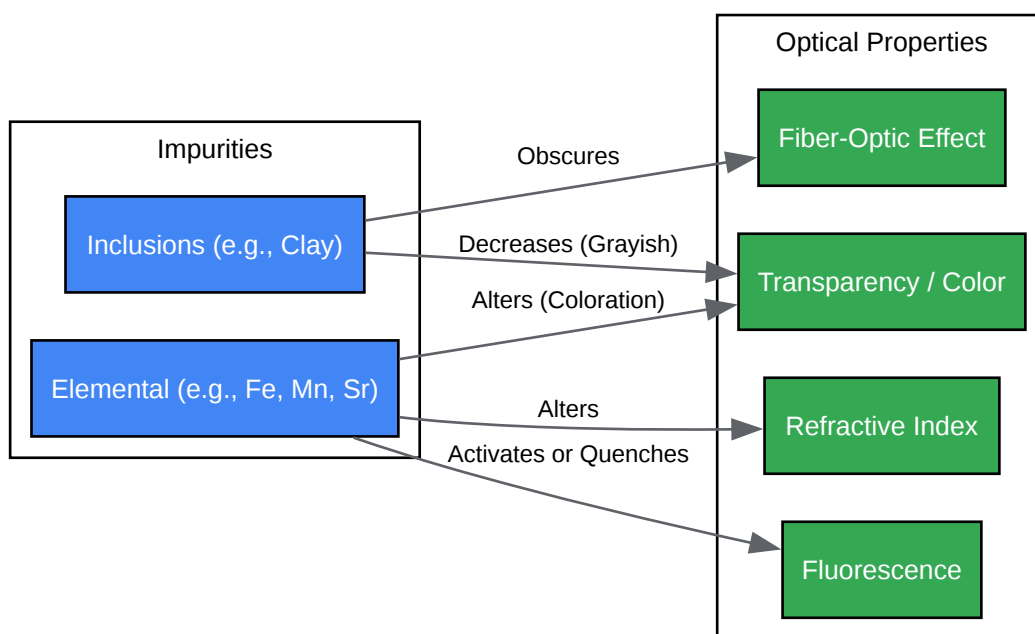 Optical Properties
Impurities
Fiber-Optic Effect
Obscures
Inclusions (e.g., Clay)
Decreases (Grayish)
Transparency / Color
Alters (Coloration)
Elemental (e.g., Fe, Mn, Sr)
Alters
Refractive Index
Activates or Quenches
Fluorescence